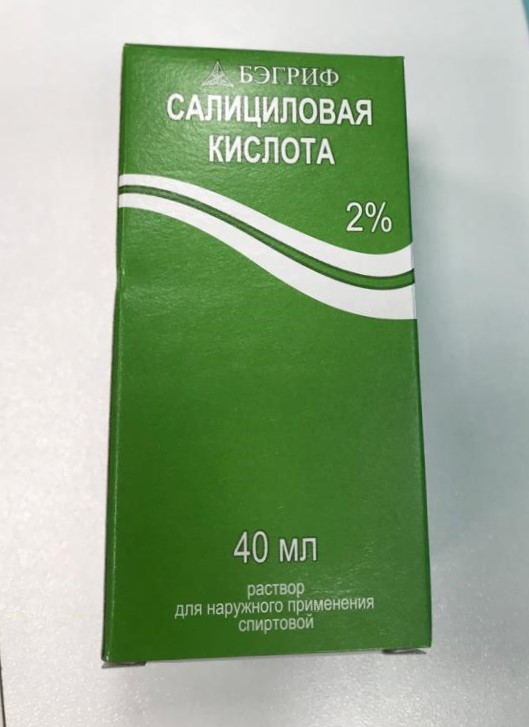 БЭГРИФ
САЛИЦИЛОВАЯ
КИСЛОТА
2%
40 мл
раствор
для наружного применения
спиртовой